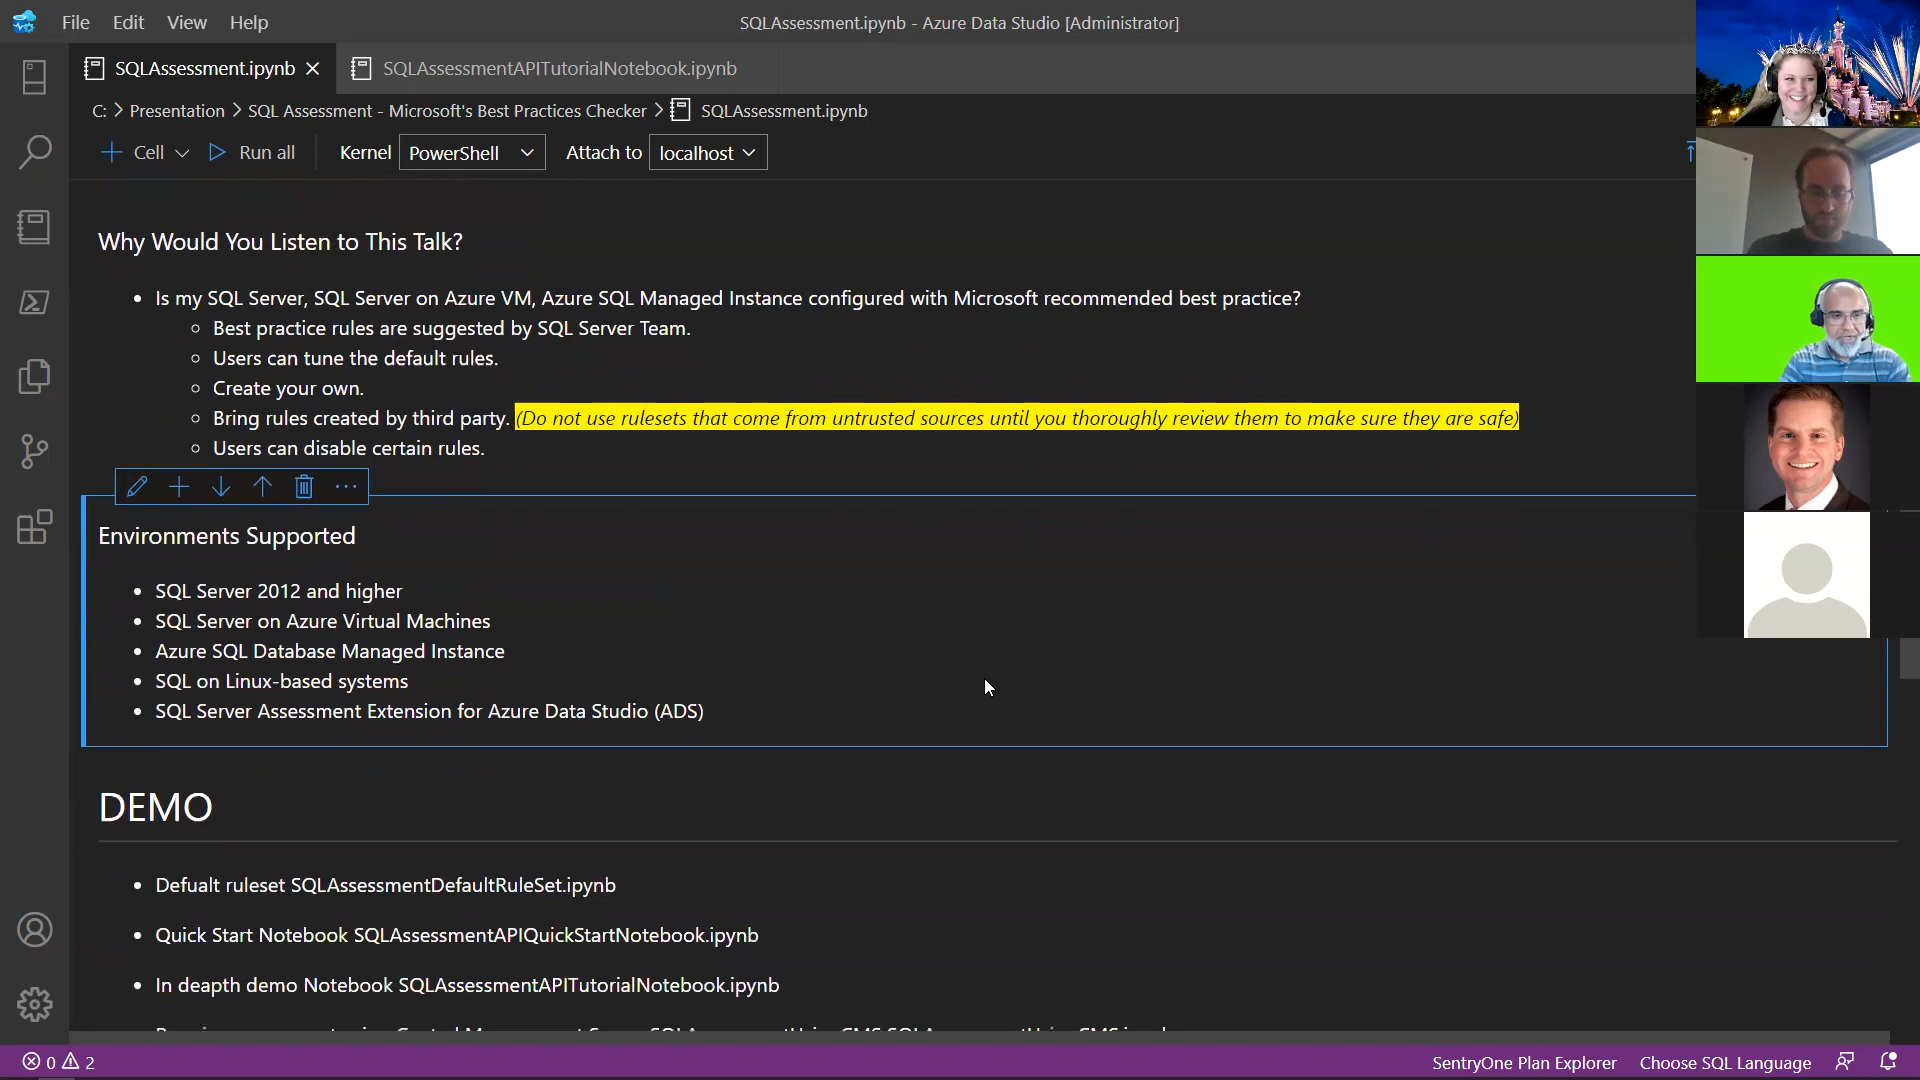 File Edit View Help
SQLAssessment.ipynb - Azure Data Studio [Administrator]
SQLAssessment.ipynb SQLAssessmentAPITutorialNotebook.ipynb
C: > Presentation > SQL Assessment - Microsoft's Best Practices Checker > SQLAssessment.ipynb
Cell Run all Kernel PowerShell Attach to localhost
Why Would You Listen to This Talk?
Is my SQL Server, SQL Server on Azure VM, Azure SQL Managed Instance configured with Microsoft recommended best practice?
Best practice rules are suggested by SQL Server Team.
Users can tune the default rules.
Create your own.
Bring rules created by third party. (Do not use rulesets that come from untrusted sources until you thoroughly review them to make sure they are safe)
Users can disable certain rules.
Environments Supported
SQL Server 2012 and higher
SQL Server on Azure Virtual Machines
Azure SQL Database Managed Instance
SQL on Linux-based systems
SQL Server Assessment Extension for Azure Data Studio (ADS)
DEMO
Defualt ruleset SQLAssessmentDefaultRuleSet.ipynb
Quick Start Notebook SQLAssessmentAPIQuickStartNotebook.ipynb
In deapth demo Notebook SQLAssessmentAPITutorialNotebook.ipynb
0 2 SentryOne Plan Explorer Choose SQL Language